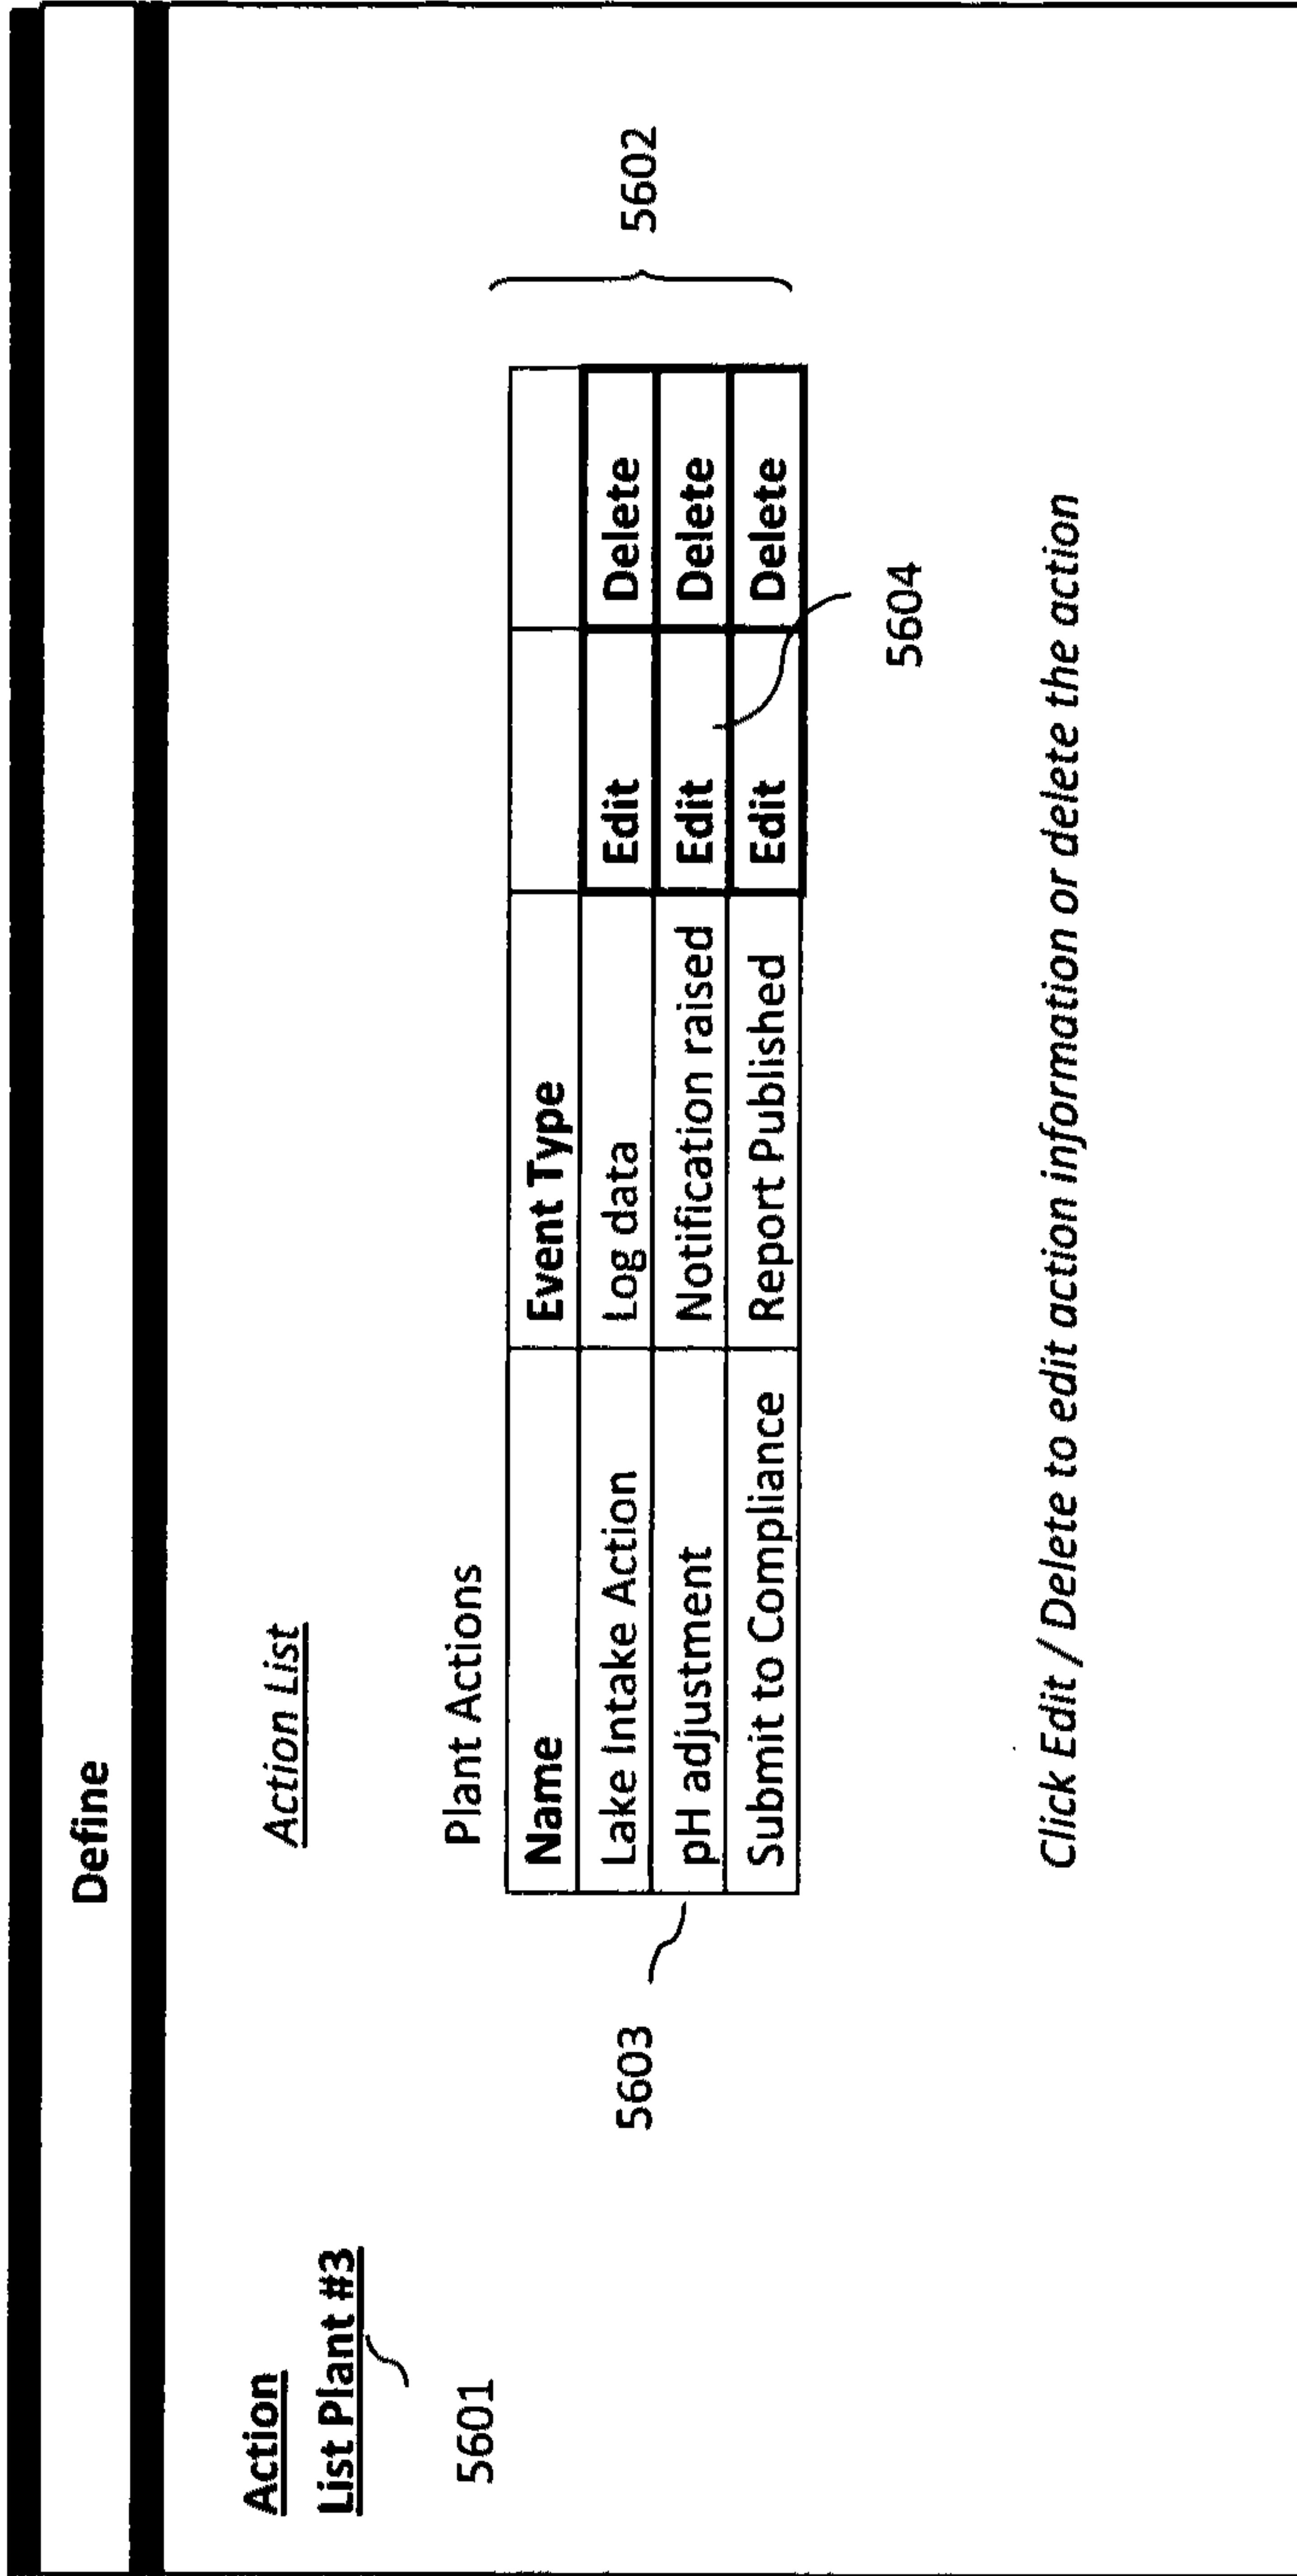 Define
Action
List Plant #3
5601
Action List
Plant Actions
Name Event Type
Lake Intake Action Log data Edit Delete
pH adjustment Notification raised Edit Delete
Submit to Compliance Report Published Edit Delete
5602
5603
5604
Click Edit / Delete to edit action information or delete the action